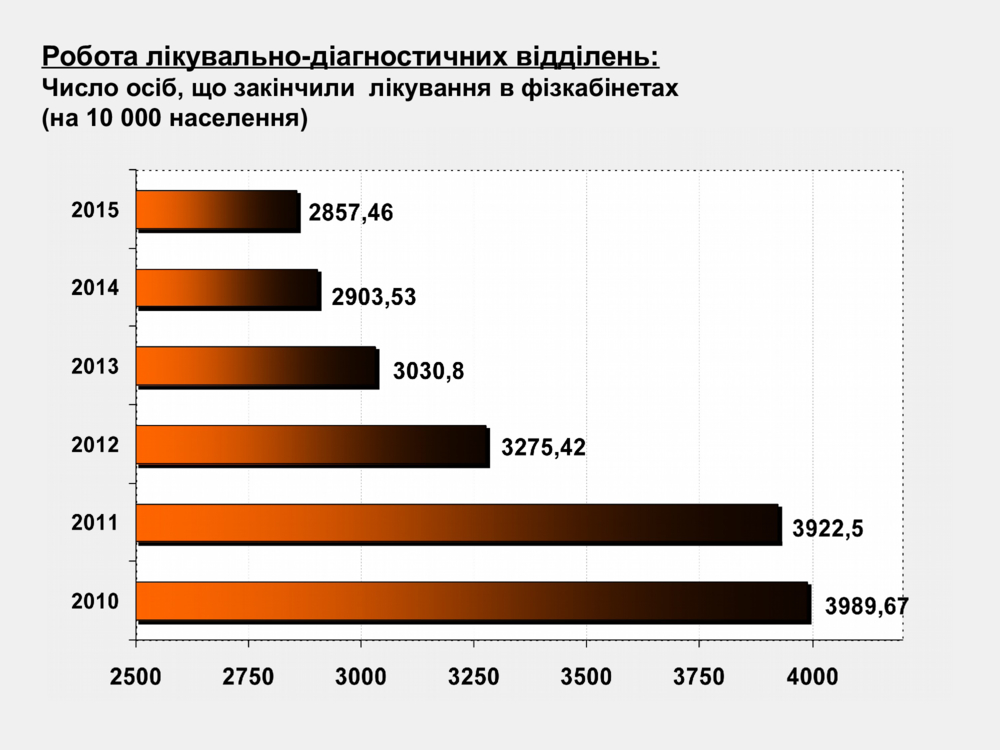 Робота лікувально-діагностичних відділень:
Число осіб, що закінчили  лікування в фізкабінетах
(на 10 000 населення)
2015 2857,46
2014 2903,53
2013 3030,8
2012 3275,42
2011 3922,5
2010 3989,67
2500 2750 3000 3250 3500 3750 4000